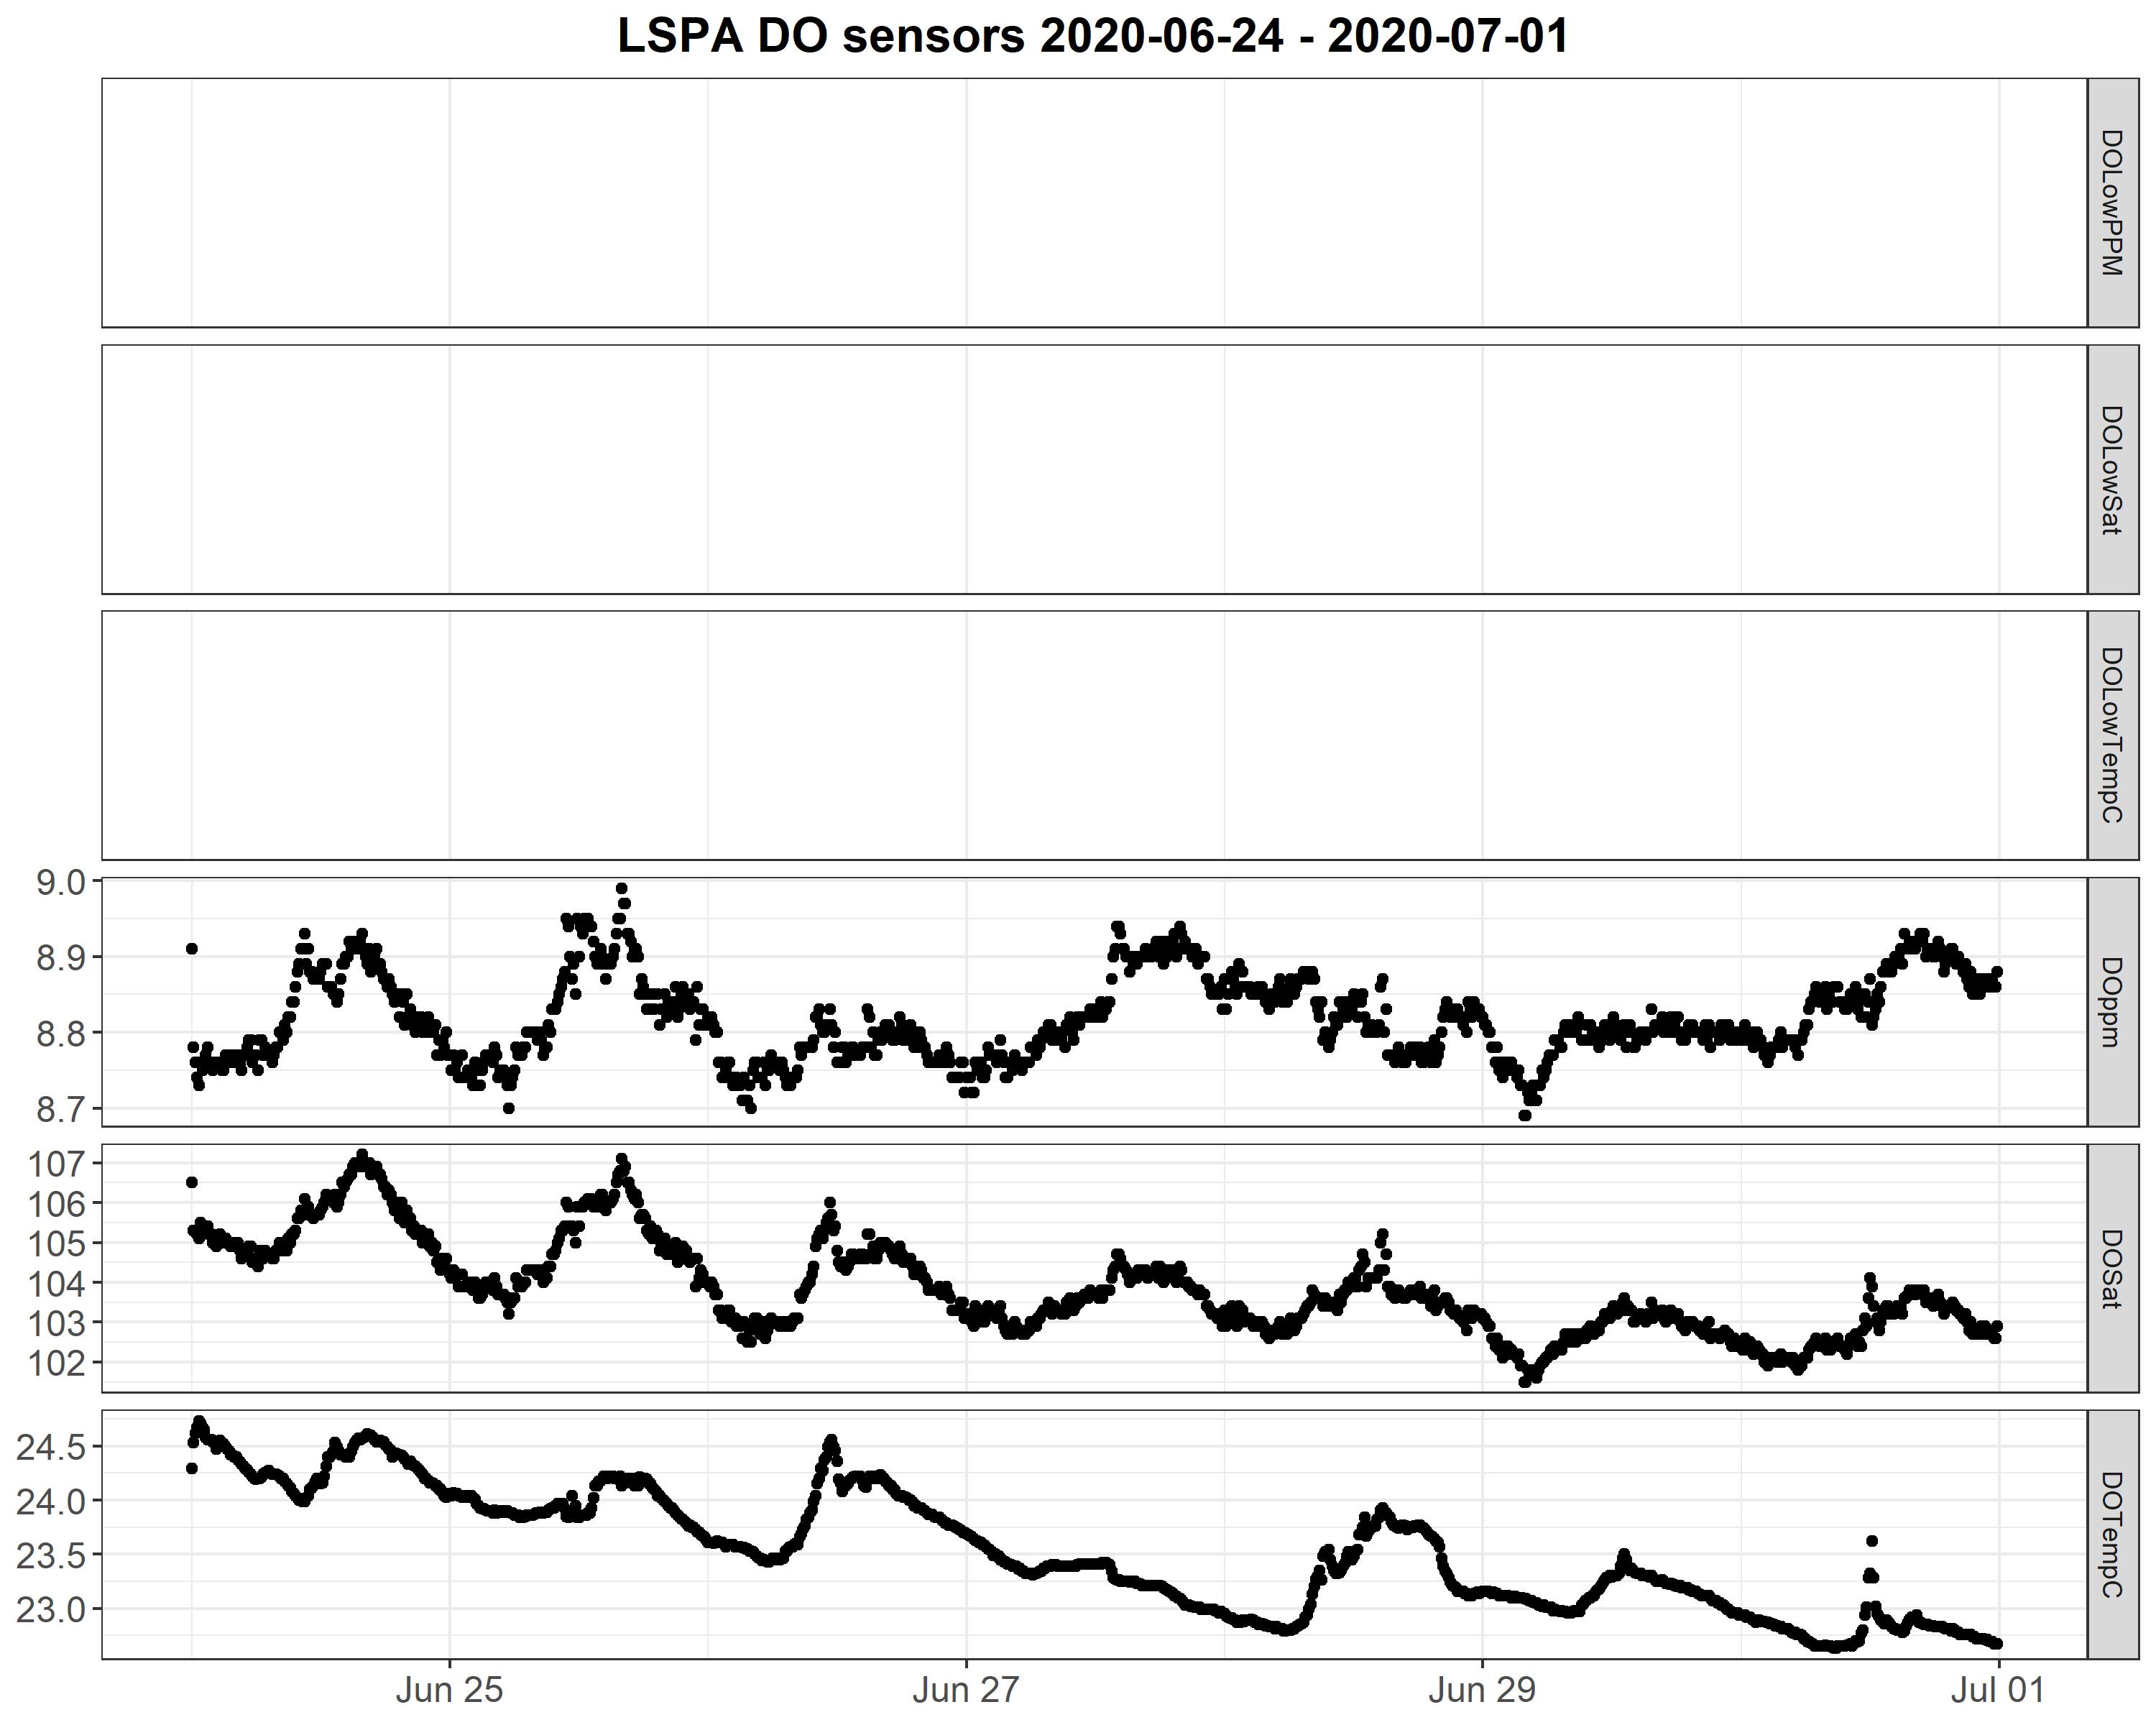 LSPA DO sensors 2020-06-24 - 2020-07-01
DOLowPPM
DOLowSat
DOLowTempC
9.0
8.9
8.8
8.7
DOppm
107
106
105
104
103
102
DOSat
24.5
24.0
23.5
23.0
DOTempC
Jun 25 Jun 27 Jun 29 Jul 01